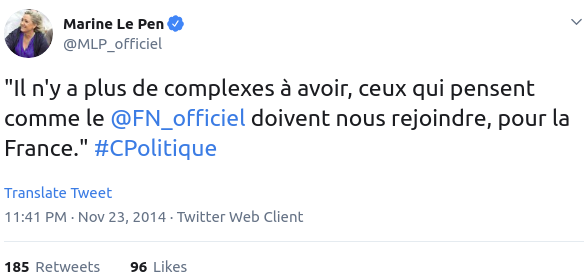 Marine Le Pen
@MLP_officiel
"Il n'y a plus de complexes à avoir, ceux qui pensent
comme le @FN_officiel doivent nous rejoindre, pour la
France." #CPolitique
Translate Tweet
11:41 PM · Nov 23, 2014 · Twitter Web Client
185 Retweets 96 Likes